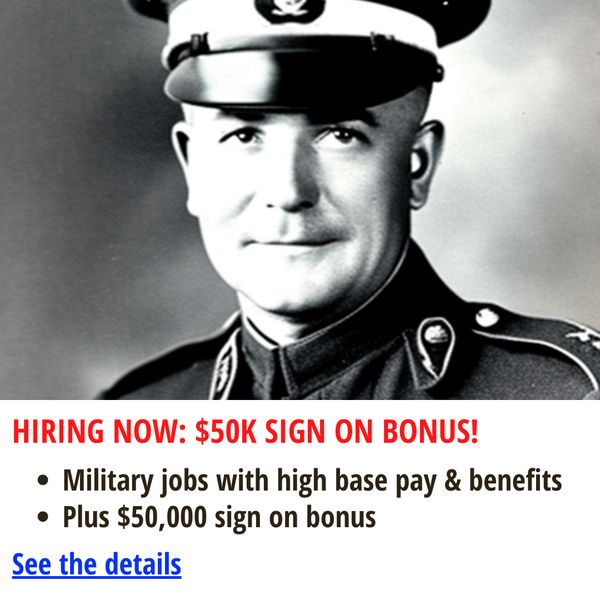 HIRING NOW: $50K SIGN ON BONUS!
• Military jobs with high base pay & benefits
• Plus $50,000 sign on bonus
See the details